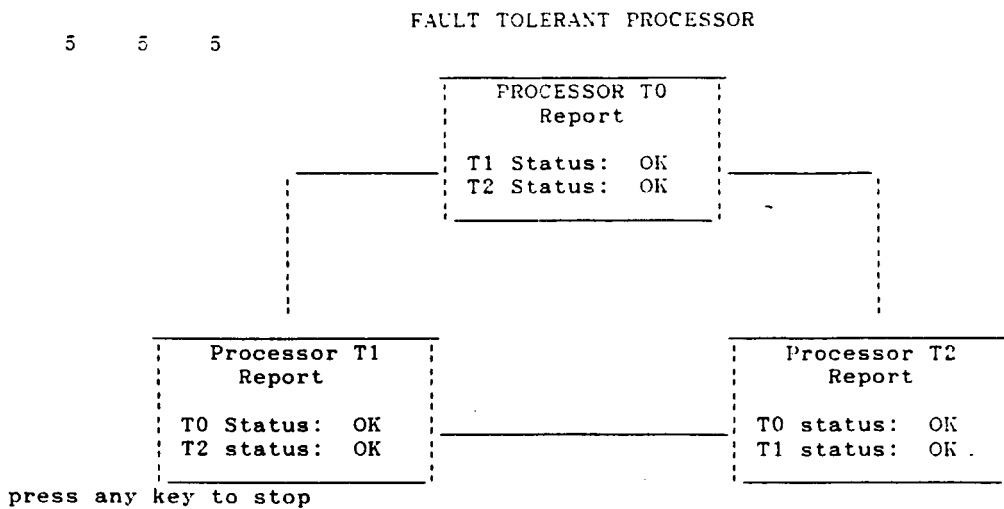 FAULT TOLERANT PROCESSOR
5 5 5
PROCESSOR T0
Report
T1 Status: OK
T2 Status: OK
Processor T1
Report
T0 Status: OK
T2 status: OK
Processor T2
Report
T0 status: OK
T1 status: OK
press any key to stop